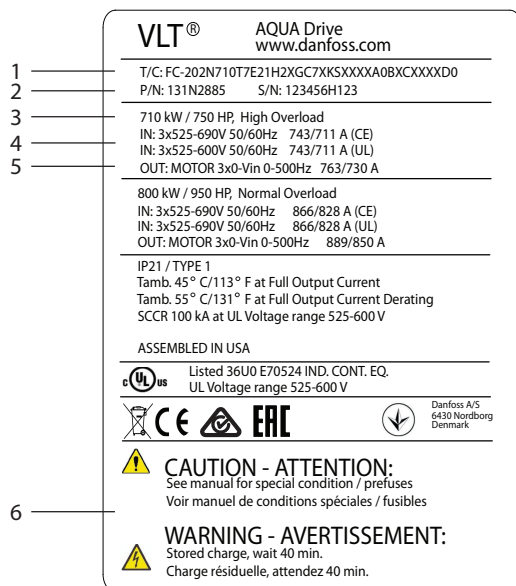 VLT® AQUA Drive
www.danfoss.com
1 T/C: FC-202N710T7E21H2XGC7XKSXXXXA0BXCXXXXD0
2 P/N: 131N2885 S/N: 123456H123
3 710 kW / 750 HP, High Overload
4 IN: 3x525-690V 50/60Hz 743/711 A (CE)
IN: 3x525-600V 50/60Hz 743/711 A (UL)
5 OUT: MOTOR 3x0-Vin 0-500Hz 763/730 A
800 kW / 950 HP, Normal Overload
IN: 3x525-690V 50/60Hz 866/828 A (CE)
IN: 3x525-690V 50/60Hz 866/828 A (UL)
OUT: MOTOR 3x0-Vin 0-500Hz 889/850 A
IP21 / TYPE 1
Tamb. 45° C/113° F at Full Output Current
Tamb. 55° C/131° F at Full Output Current Derating
SCCR 100 kA at UL Voltage range 525-600 V
ASSEMBLED IN USA
c UL us Listed 36U0 E70524 IND. CONT. EQ.
UL Voltage range 525-600 V
CE EAC
Danfoss A/S
6430 Nordborg
Denmark
CAUTION - ATTENTION:
See manual for special condition / prefuses
Voir manuel de conditions spéciales / fusibles
6
WARNING - AVERTISSEMENT:
Stored charge, wait 40 min.
Charge résiduelle, attendez 40 min.